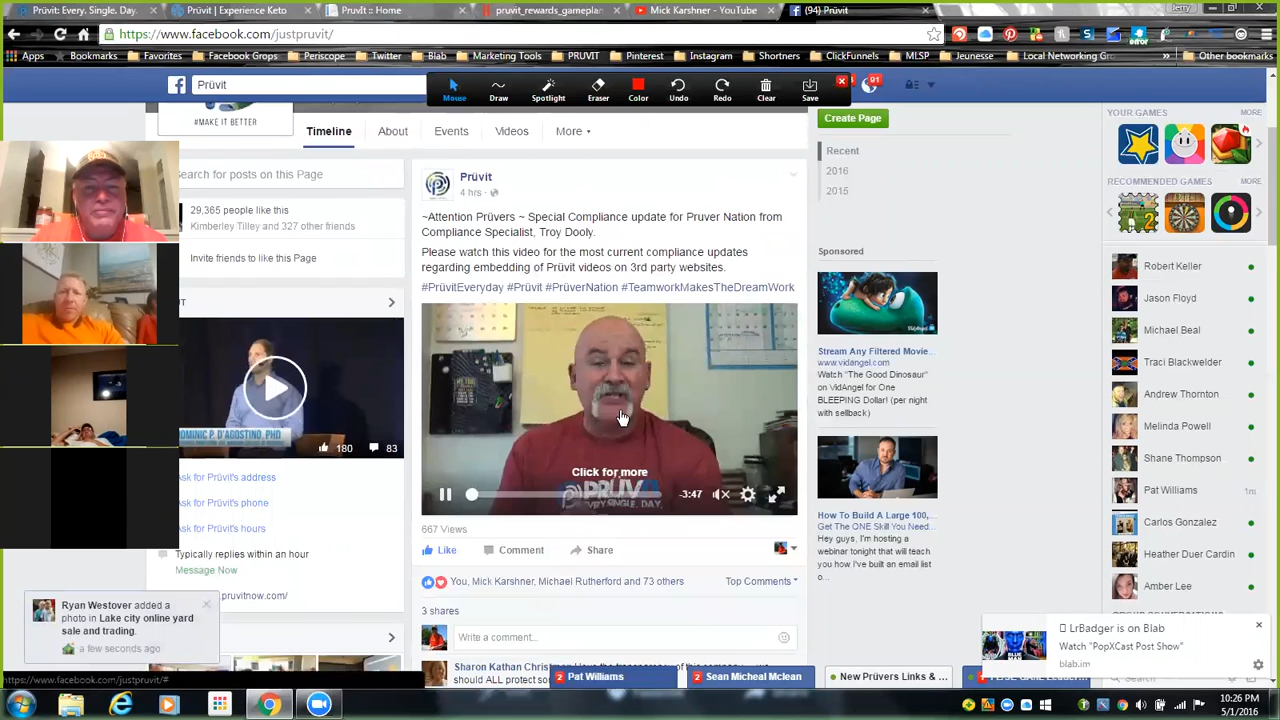 Prüvit: Every. Single. Day.
Prüvit | Experience Keto
PruvIt :: Home
pruvit_rewards_gameplan
Mick Karshner - YouTube
(94) Prüvit
Jerry
https://www.facebook.com/justpruvit/
Apps
Bookmarks
Favorites
Facebook Grops
Periscope
Twitter
Blab
Marketing Tools
PRUVIT
Pinterest
Instagram
Shortners
ClickFunnels
MLSP
Jeunesse
Local Networking Gro
Other bookmarks
Prüvit
Mouse
Draw
Spotlight
Eraser
Color
Undo
Redo
Clear
Save
91
#MAKE IT BETTER
Timeline
About
Events
Videos
More
Create Page
Recent
2016
2015
YOUR GAMES
MORE
RECOMMENDED GAMES
MORE
Search for posts on this Page
29,365 people like this
Kimberley Tilley and 327 other friends
Invite friends to like this Page
UT
DOMINIC P. D'AGOSTINO, PHD
180
83
Ask for Prüvit's address
Ask for Prüvit's phone
Ask for Prüvit's hours
Typically replies within an hour
Message Now
pruvitnow.com/
Prüvit
4 hrs
~Attention Prüvers ~ Special Compliance update for Pruver Nation from
Compliance Specialist, Troy Dooly.
Please watch this video for the most current compliance updates
regarding embedding of Prüvit videos on 3rd party websites.
#PrüvitEveryday #Prüvit #PrüverNation #TeamworkMakesTheDreamWork
Click for more
-3:47
667 Views
Like
Comment
Share
You, Mick Karshner, Michael Rutherford and 73 others
Top Comments
3 shares
Write a comment...
Sharon Kathan Christman
should ALL protect
Sponsored
Stream Any Filtered Movie...
www.vidangel.com
Watch "The Good Dinosaur"
on VidAngel for One
BLEEPING Dollar! (per night
with sellback)
How To Build A Large 100,...
Get The ONE Skill You Need...
Hey guys, I'm hosting a
webinar tonight that will teach
you how I've built an email list
o...
Robert Keller
Jason Floyd
Michael Beal
Traci Blackwelder
Andrew Thornton
Melinda Powell
Shane Thompson
Pat Williams
1m
Carlos Gonzalez
Heather Duer Cardin
Amber Lee
LrBadger is on Blab
Watch "PopXCast Post Show"
blab.im
Search
Ryan Westover added a
photo in Lake city online yard
sale and trading.
a few seconds ago
https://www.facebook.com/justpruvit/#
2 Pat Williams
2 Sean Micheal Mclean
New Prüvers Links & ...
10:26 PM
5/1/2016